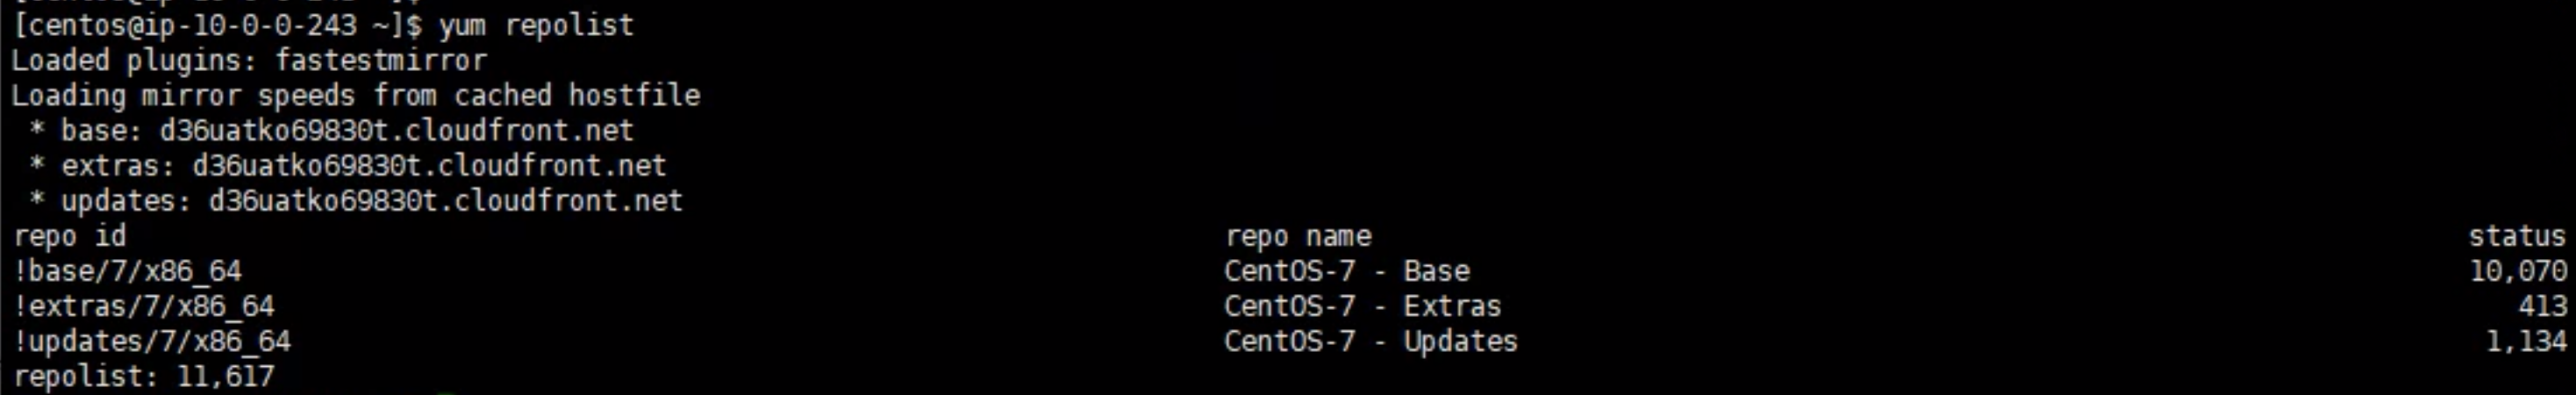 [centos@ip-10-0-0-243 ~]$ yum repolist
Loaded plugins: fastestmirror
Loading mirror speeds from cached hostfile
 * base: d36uatko69830t.cloudfront.net
 * extras: d36uatko69830t.cloudfront.net
 * updates: d36uatko69830t.cloudfront.net
repo id repo name status
!base/7/x86_64 CentOS-7 - Base 10,070
!extras/7/x86_64 CentOS-7 - Extras 413
!updates/7/x86_64 CentOS-7 - Updates 1,134
repolist: 11,617